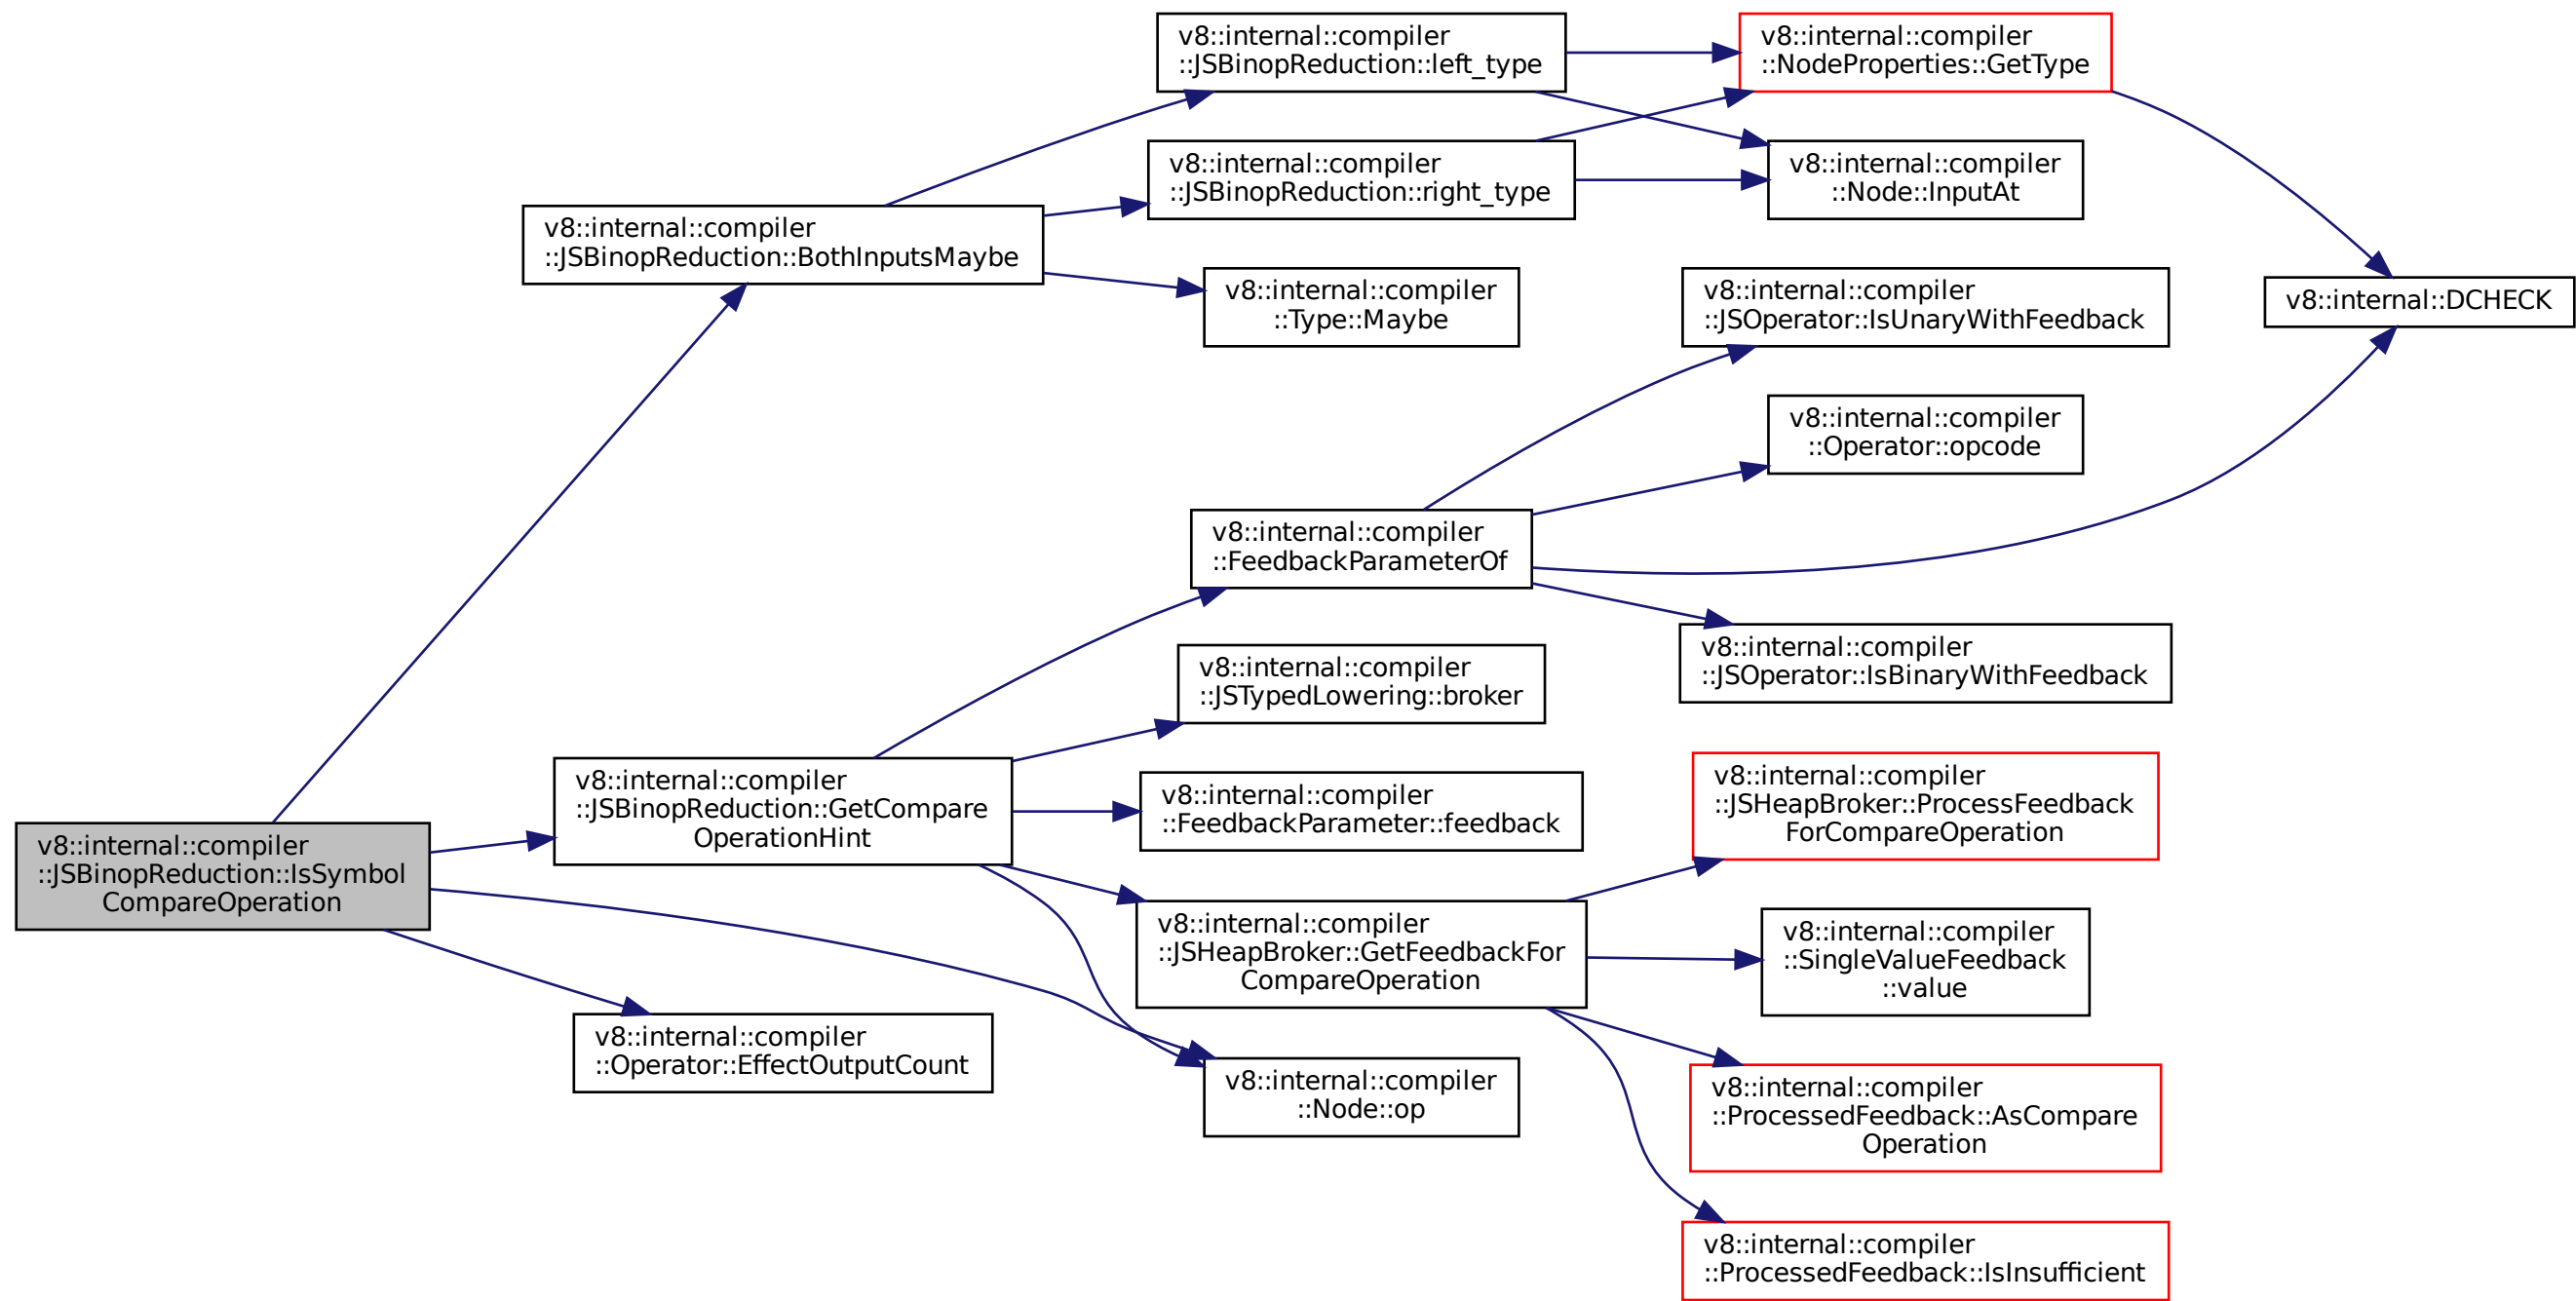 v8::internal::compiler
::JSBinopReduction::IsSymbol
CompareOperation
v8::internal::compiler
::JSBinopReduction::BothInputsMaybe
v8::internal::compiler
::JSBinopReduction::GetCompare
OperationHint
v8::internal::compiler
::Operator::EffectOutputCount
v8::internal::compiler
::JSBinopReduction::left_type
v8::internal::compiler
::JSBinopReduction::right_type
v8::internal::compiler
::Type::Maybe
v8::internal::compiler
::FeedbackParameterOf
v8::internal::compiler
::JSTypedLowering::broker
v8::internal::compiler
::FeedbackParameter::feedback
v8::internal::compiler
::JSHeapBroker::GetFeedbackFor
CompareOperation
v8::internal::compiler
::Node::op
v8::internal::compiler
::NodeProperties::GetType
v8::internal::compiler
::Node::InputAt
v8::internal::compiler
::JSOperator::IsUnaryWithFeedback
v8::internal::compiler
::Operator::opcode
v8::internal::compiler
::JSOperator::IsBinaryWithFeedback
v8::internal::compiler
::JSHeapBroker::ProcessFeedback
ForCompareOperation
v8::internal::compiler
::SingleValueFeedback
::value
v8::internal::compiler
::ProcessedFeedback::AsCompare
Operation
v8::internal::compiler
::ProcessedFeedback::IsInsufficient
v8::internal::DCHECK